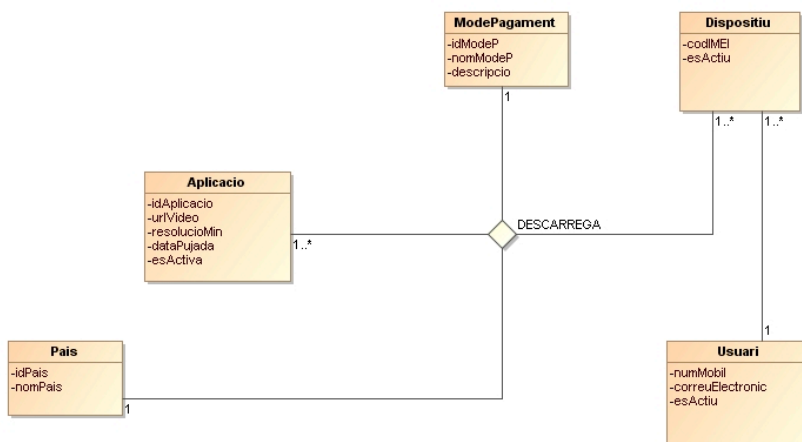 ModePagament
-idModeP
-nomModeP
-descripcio
1
Dispositiu
-codIMEI
-esActiu
1..*
1..*
Aplicacio
-idAplicacio
-urlVideo
-resolucioMin
-dataPujada
-esActiva
1..*
DESCARREGA
Pais
-idPais
-nomPais
1
1
Usuari
-numMobil
-correuElectronic
-esActiu